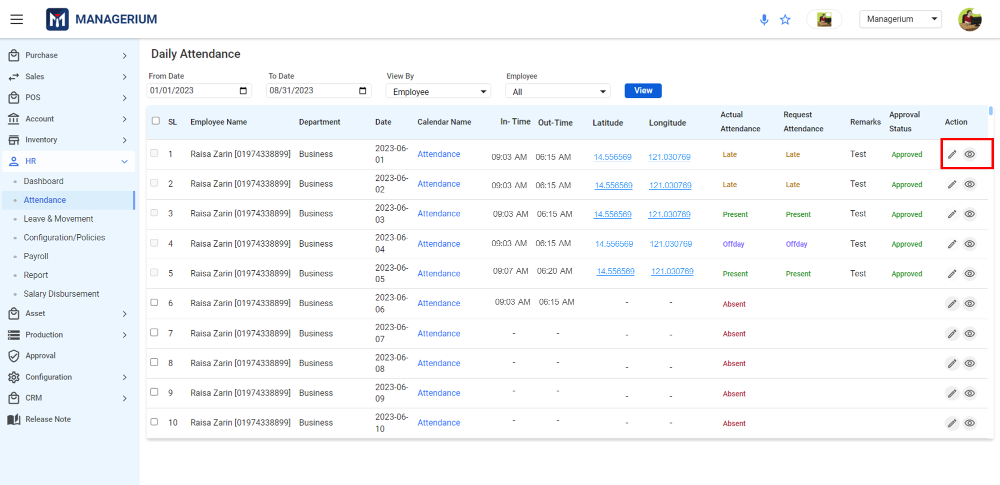 MANAGERIUM
Managerium
Purchase
Sales
POS
Account
Inventory
HR
Dashboard
Attendance
Leave & Movement
Configuration/Policies
Payroll
Report
Salary Disbursement
Asset
Production
Approval
Configuration
CRM
Release Note
Daily Attendance
From Date To Date View By Employee
01/01/2023 08/31/2023 Employee All View
SL Employee Name Department Date Calendar Name In- Time Out-Time Latitude Longitude Actual Attendance Request Attendance Remarks Approval Status Action
1 Raisa Zarin [01974338899] Business 2023-06-01 Attendance 09:03 AM 06:15 AM 14.556569 121.030769 Late Late Test Approved
2 Raisa Zarin [01974338899] Business 2023-06-02 Attendance 09:03 AM 06:15 AM 14.556569 121.030769 Late Late Test Approved
3 Raisa Zarin [01974338899] Business 2023-06-03 Attendance 09:03 AM 06:15 AM 14.556569 121.030769 Present Present Test Approved
4 Raisa Zarin [01974338899] Business 2023-06-04 Attendance 09:03 AM 06:15 AM 14.556569 121.030769 Offday Offday Test Approved
5 Raisa Zarin [01974338899] Business 2023-06-05 Attendance 09:07 AM 06:20 AM 14.556569 121.030769 Present Present Test Approved
6 Raisa Zarin [01974338899] Business 2023-06-06 Attendance 09:03 AM 06:15 AM - - Absent
7 Raisa Zarin [01974338899] Business 2023-06-07 Attendance - - - - Absent
8 Raisa Zarin [01974338899] Business 2023-06-08 Attendance - - - - Absent
9 Raisa Zarin [01974338899] Business 2023-06-09 Attendance - - - - Absent
10 Raisa Zarin [01974338899] Business 2023-06-10 Attendance - - - - Absent